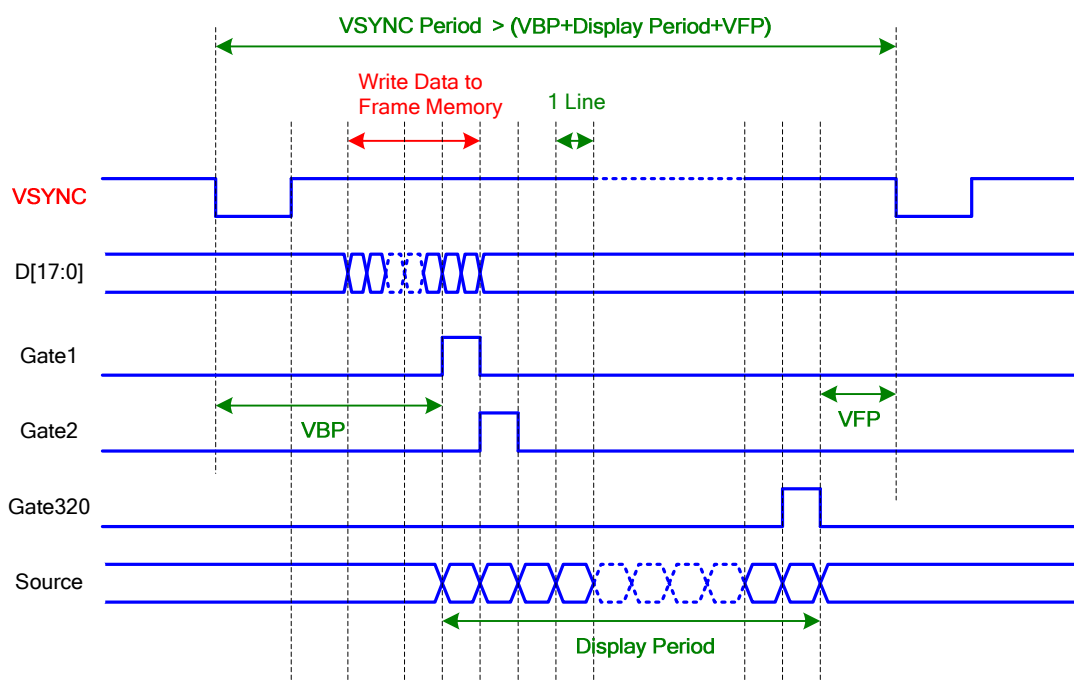 VSYNC Period > (VBP+Display Period+VFP)
Write Data to
Frame Memory
1 Line
VSYNC
D[17:0]
Gate1
VBP
VFP
Gate2
Gate320
Source
Display Period